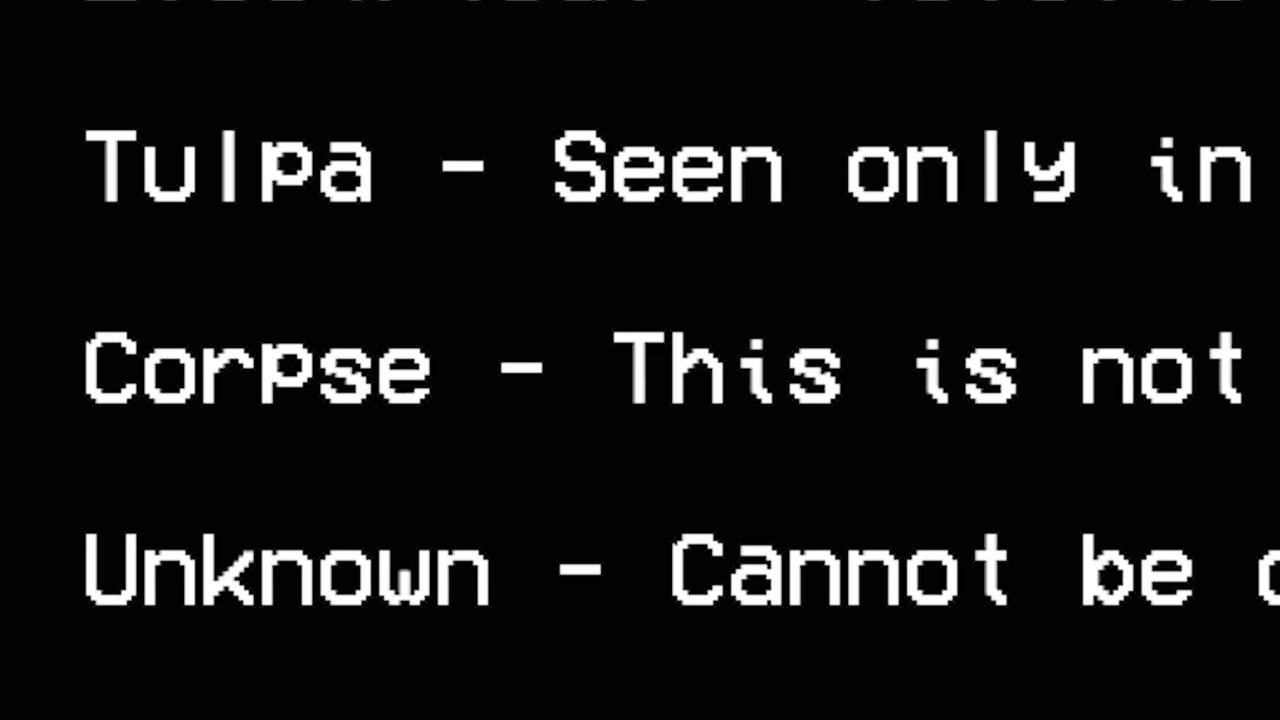 Tulpa - Seen only in
Corpse - This is not
Unknown - Cannot be